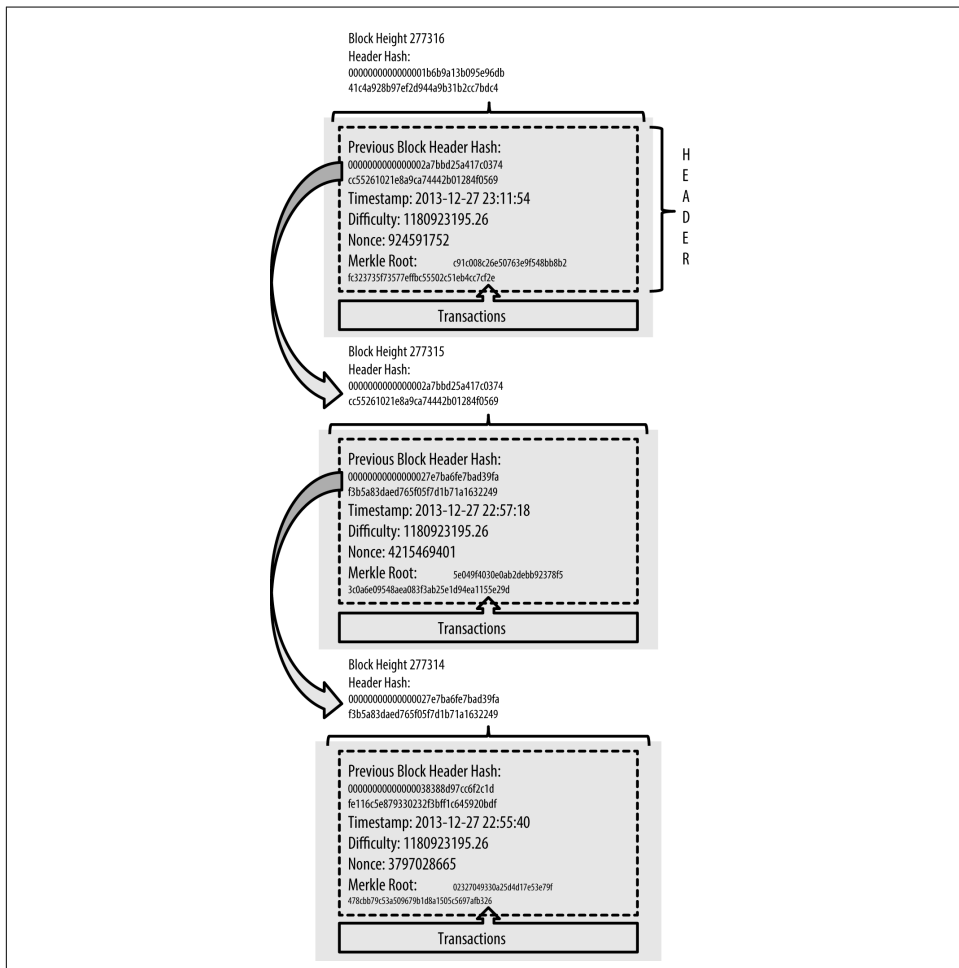 Block Height 277316
Header Hash:
0000000000000001b6b9a13b095e96db
41c4a928b97ef2d944a9b31b2cc7bdc4
Previous Block Header Hash:
0000000000000002a7bbd25a417c0374
cc55261021e8a9ca74442b01284f0569
Timestamp: 2013-12-27 23:11:54
Difficulty: 1180923195.26
Nonce: 924591752
Merkle Root: c91c008c26e50763e9f548bb8b2
fc323735f73577effbc55502c51eb4cc7cf2e
Transactions
HEADER
Block Height 277315
Header Hash:
0000000000000002a7bbd25a417c0374
cc55261021e8a9ca74442b01284f0569
Previous Block Header Hash:
00000000000000027e7ba6fe7bad39fa
f3b5a83daed765f05f7d1b71a1632249
Timestamp: 2013-12-27 22:57:18
Difficulty: 1180923195.26
Nonce: 4215469401
Merkle Root: 5e049f4030e0ab2debb92378f5
3c0a6e09548aea083f3ab25e1d94ea1155e29d
Transactions
Block Height 277314
Header Hash:
00000000000000027e7ba6fe7bad39fa
f3b5a83daed765f05f7d1b71a1632249
Previous Block Header Hash:
00000000000000038388d97cc6f2c1d
fe116c5e879330232f3bff1c645920bdf
Timestamp: 2013-12-27 22:55:40
Difficulty: 1180923195.26
Nonce: 3797028665
Merkle Root: 02327049330a25d4d17e53e79f
478cbb79c53a509679b1d8a1505c5697afb326
Transactions